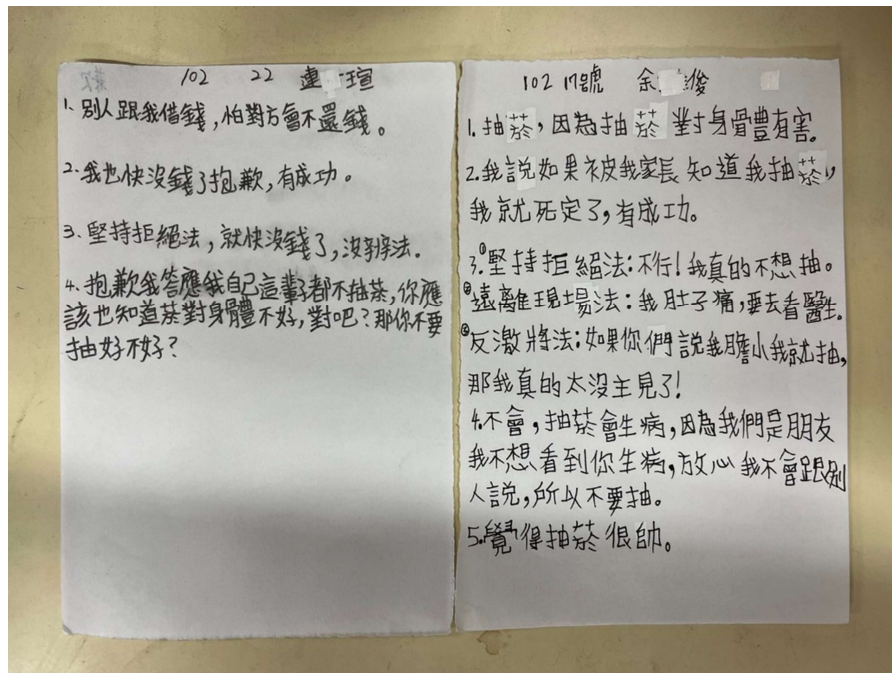 102 22 連 瑄
1. 別人跟我借錢，怕對方會不還錢。
2. 我也快沒錢了抱歉，有成功。
3. 堅持拒絕法，就快沒錢了，沒辦法.
4. 抱歉我答應我自己這輩子都不抽菸，你應
該也知道菸對身體不好，對吧？那你不要
抽好不好？
102 17號 余 俊
1. 抽菸，因為抽菸對身體有害。
2. 我說如果被我家長知道我抽菸，
我就死定了，有成功。
3. ①堅持拒絕法：不行！我真的不想抽。
②遠離現場法：我肚子痛，要去看醫生。
③反激將法：如果你們說我膽小我就抽，
那我真的太沒主見了！
4. 不會，抽菸會生病，因為我們是朋友
我不想看到你生病，放心我不會跟別
人說，所以不要抽。
5. 覺得抽菸很帥。